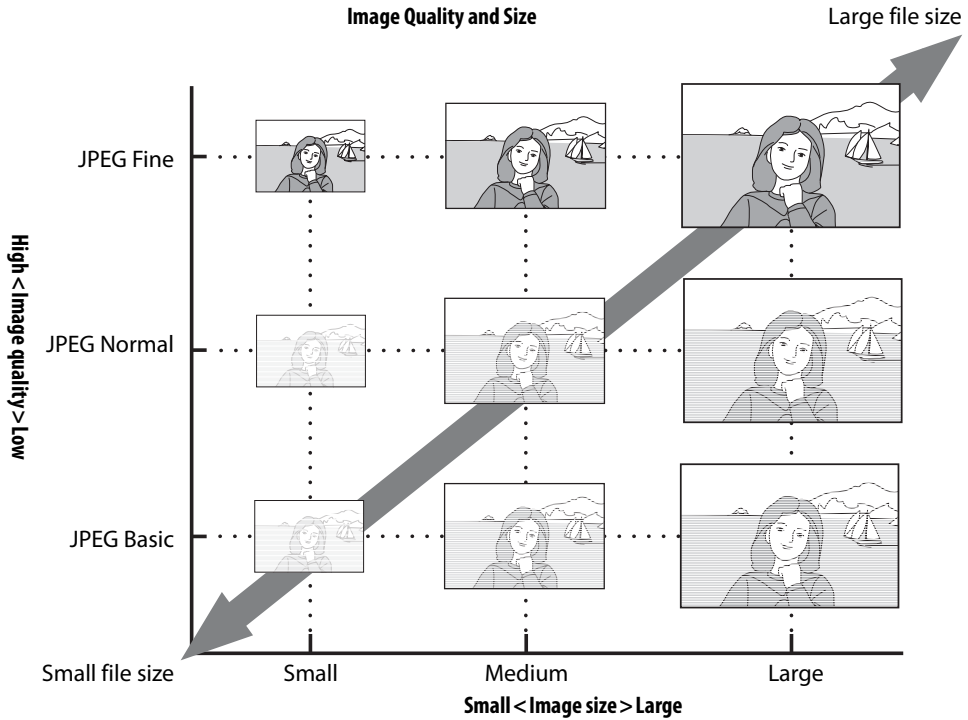 Image Quality and Size
Large file size
JPEG Fine
JPEG Normal
JPEG Basic
High < Image quality > Low
Small file size
Small
Medium
Large
Small < Image size > Large